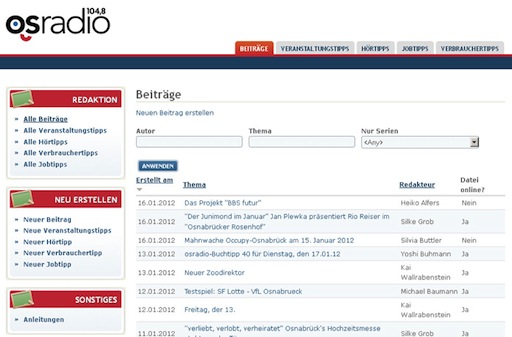 osradio 104,8
BEITRÄGE VERANSTALTUNGSTIPPS HÖRTIPPS JOBTIPPS VERBRAUCHERTIPPS
REDAKTION
» Alle Beiträge
» Alle Veranstaltungstipps
» Alle Hörtipps
» Alle Verbrauchertipps
» Alle Jobtipps
NEU ERSTELLEN
» Neuer Beitrag
» Neue Veranstaltungstipps
» Neuer Hörtipp
» Neuer Verbrauchertipp
» Neuer Jobtipp
SONSTIGES
» Anleitungen
Beiträge
Neuen Beitrag erstellen
Autor Thema Nur Serien
<Any>
ANWENDEN
Erstellt am Thema Redakteur Datei online?
16.01.2012 Das Projekt "BBS futur" Heiko Alfers Nein
16.01.2012 "Der Junimond im Januar" Jan Plewka präsentiert Rio Reiser im "Osnabrücker Rosenhof" Silke Grob Ja
16.01.2012 Mahnwache Occupy-Osnabrück am 15. Januar 2012 Silvia Buttler Nein
13.01.2012 osradio-Buchtipp 40 für Dienstag, den 17.01.12 Yoshi Buhmann Ja
13.01.2012 Neuer Zoodirektor Kai Wallrabenstein Ja
12.01.2012 Testspiel: SF Lotte - VfL Osnabrueck Michael Baumann Ja
12.01.2012 Freitag, der 13. Kai Wallrabenstein Ja
11.01.2012 "verliebt, verlobt, verheiratet" Osnabrück's Hochzeitsmesse Silke Grob Ja